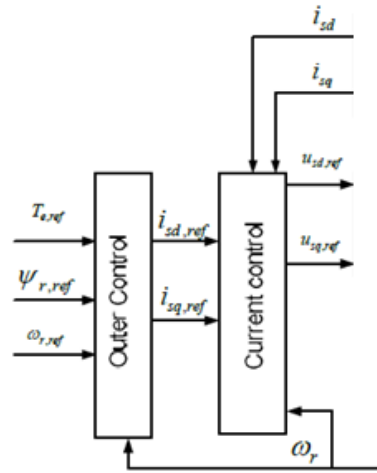 i_sd
i_sq
u_sd,ref
T_e,ref
i_sd,ref
u_sq,ref
ψ_r,ref
i_sq,ref
ω_r,ref
Outer Control
Current control
ω_r